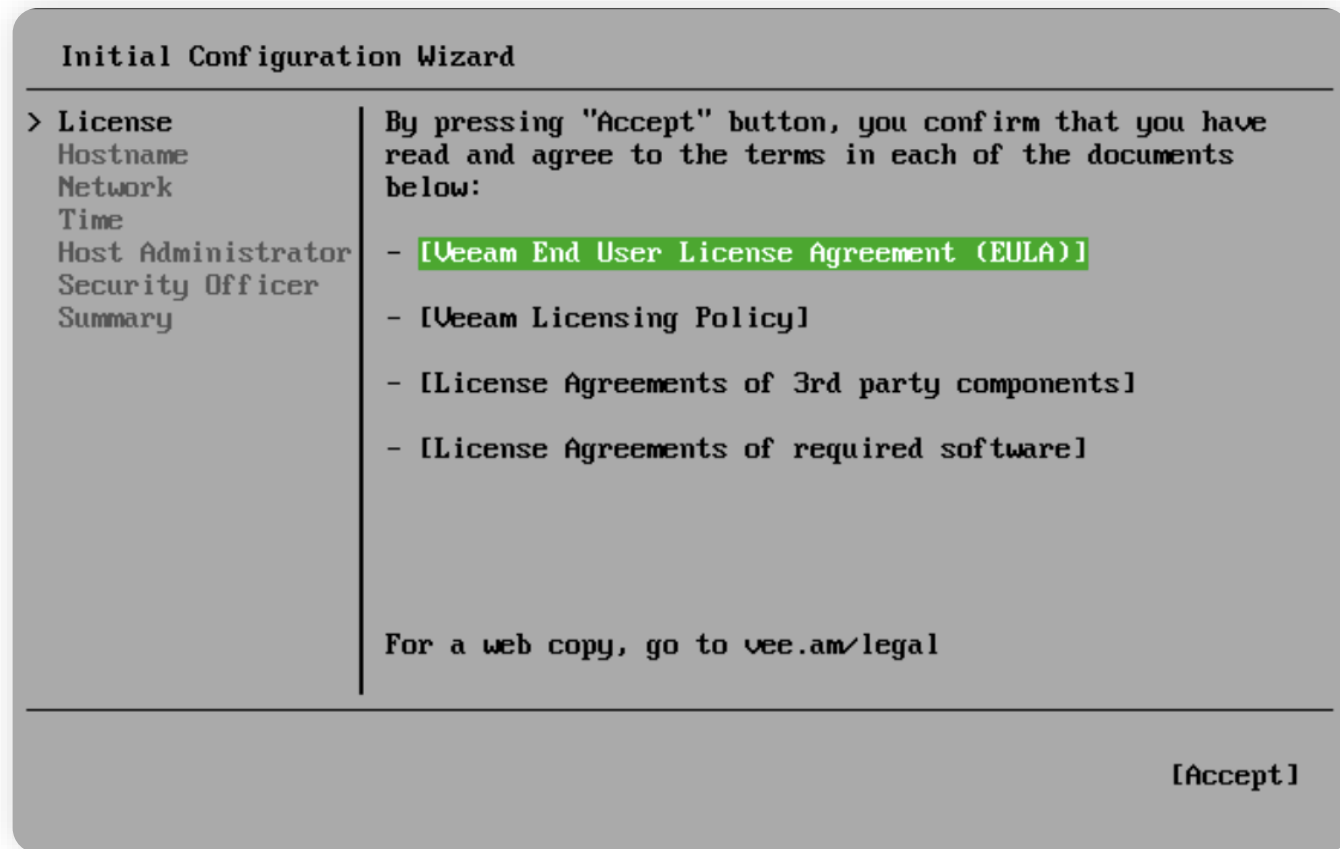 Initial Configuration Wizard
> License
Hostname
Network
Time
Host Administrator
Security Officer
Summary
By pressing "Accept" button, you confirm that you have
read and agree to the terms in each of the documents
below:
- [Veeam End User License Agreement (EULA)]
- [Veeam Licensing Policy]
- [License Agreements of 3rd party components]
- [License Agreements of required software]
For a web copy, go to vee.am/legal
[Accept]